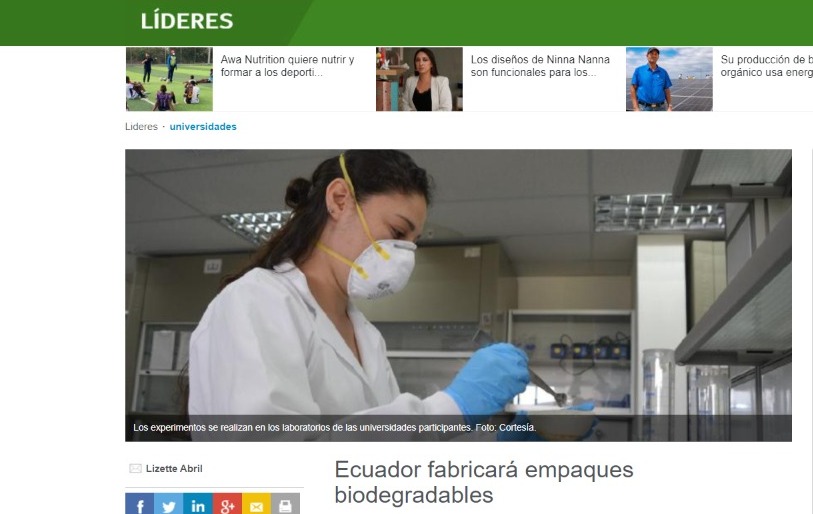 LÍDERES
Awa Nutrition quiere nutrir y
formar a los deporti...
Los diseños de Ninna Nanna
son funcionales para los...
Su producción de b
orgánico usa energ
Lideres · universidades
Los experimentos se realizan en los laboratorios de las universidades participantes. Foto: Cortesía.
Lizette Abril
Ecuador fabricará empaques
biodegradables
f in g+